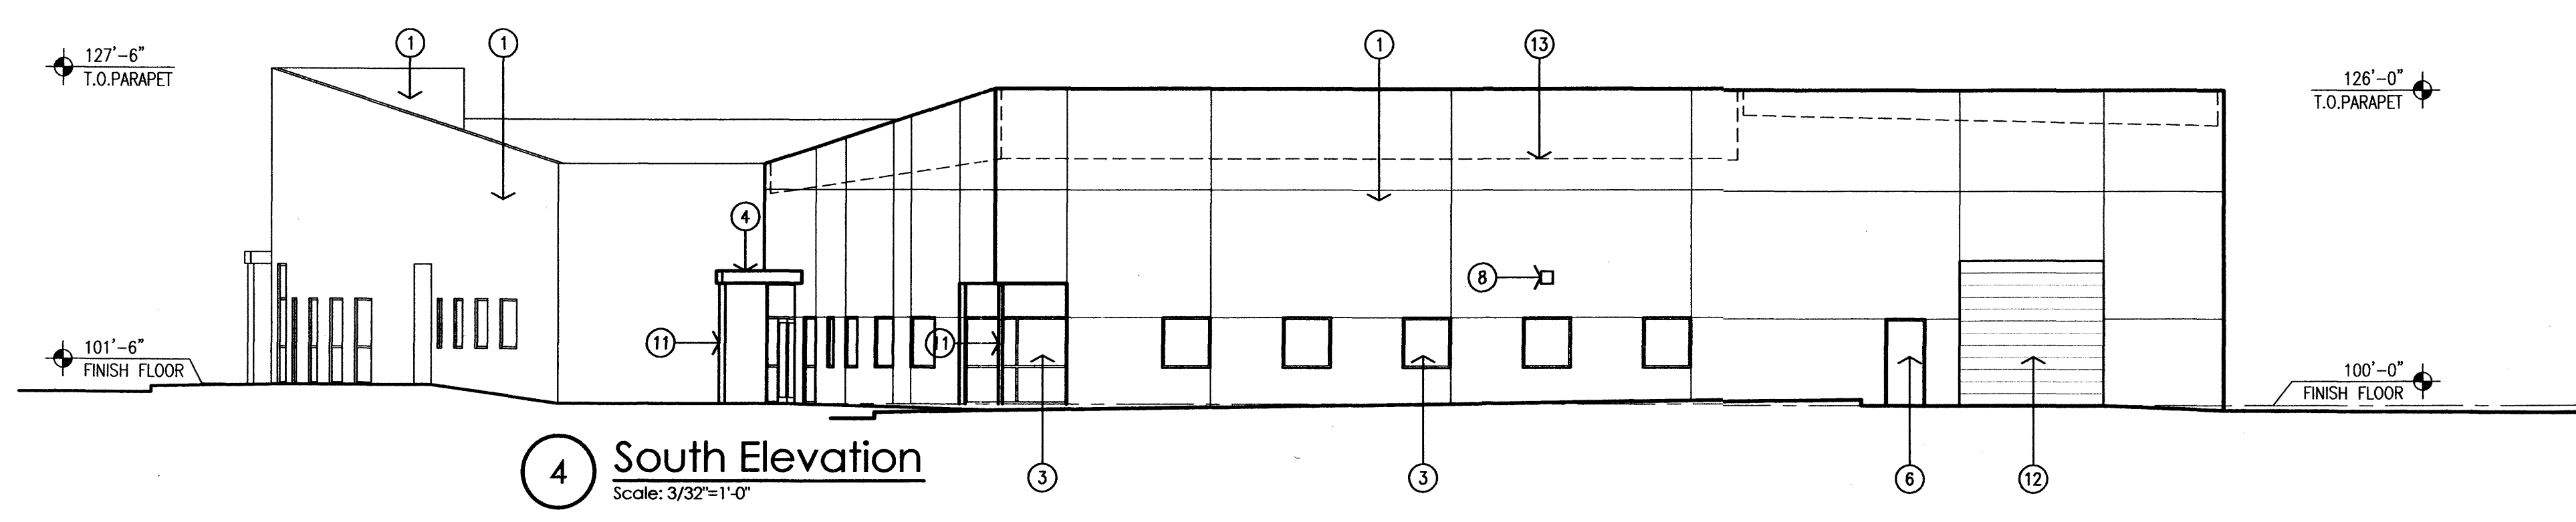 1
1
1
13
127'-6"
T.O.PARAPET
126'-0"
T.O.PARAPET
4
8
11
11
101'-6"
FINISH FLOOR
100'-0"
FINISH FLOOR
4
South Elevation
Scale: 3/32"=1'-0"
3
3
6
12